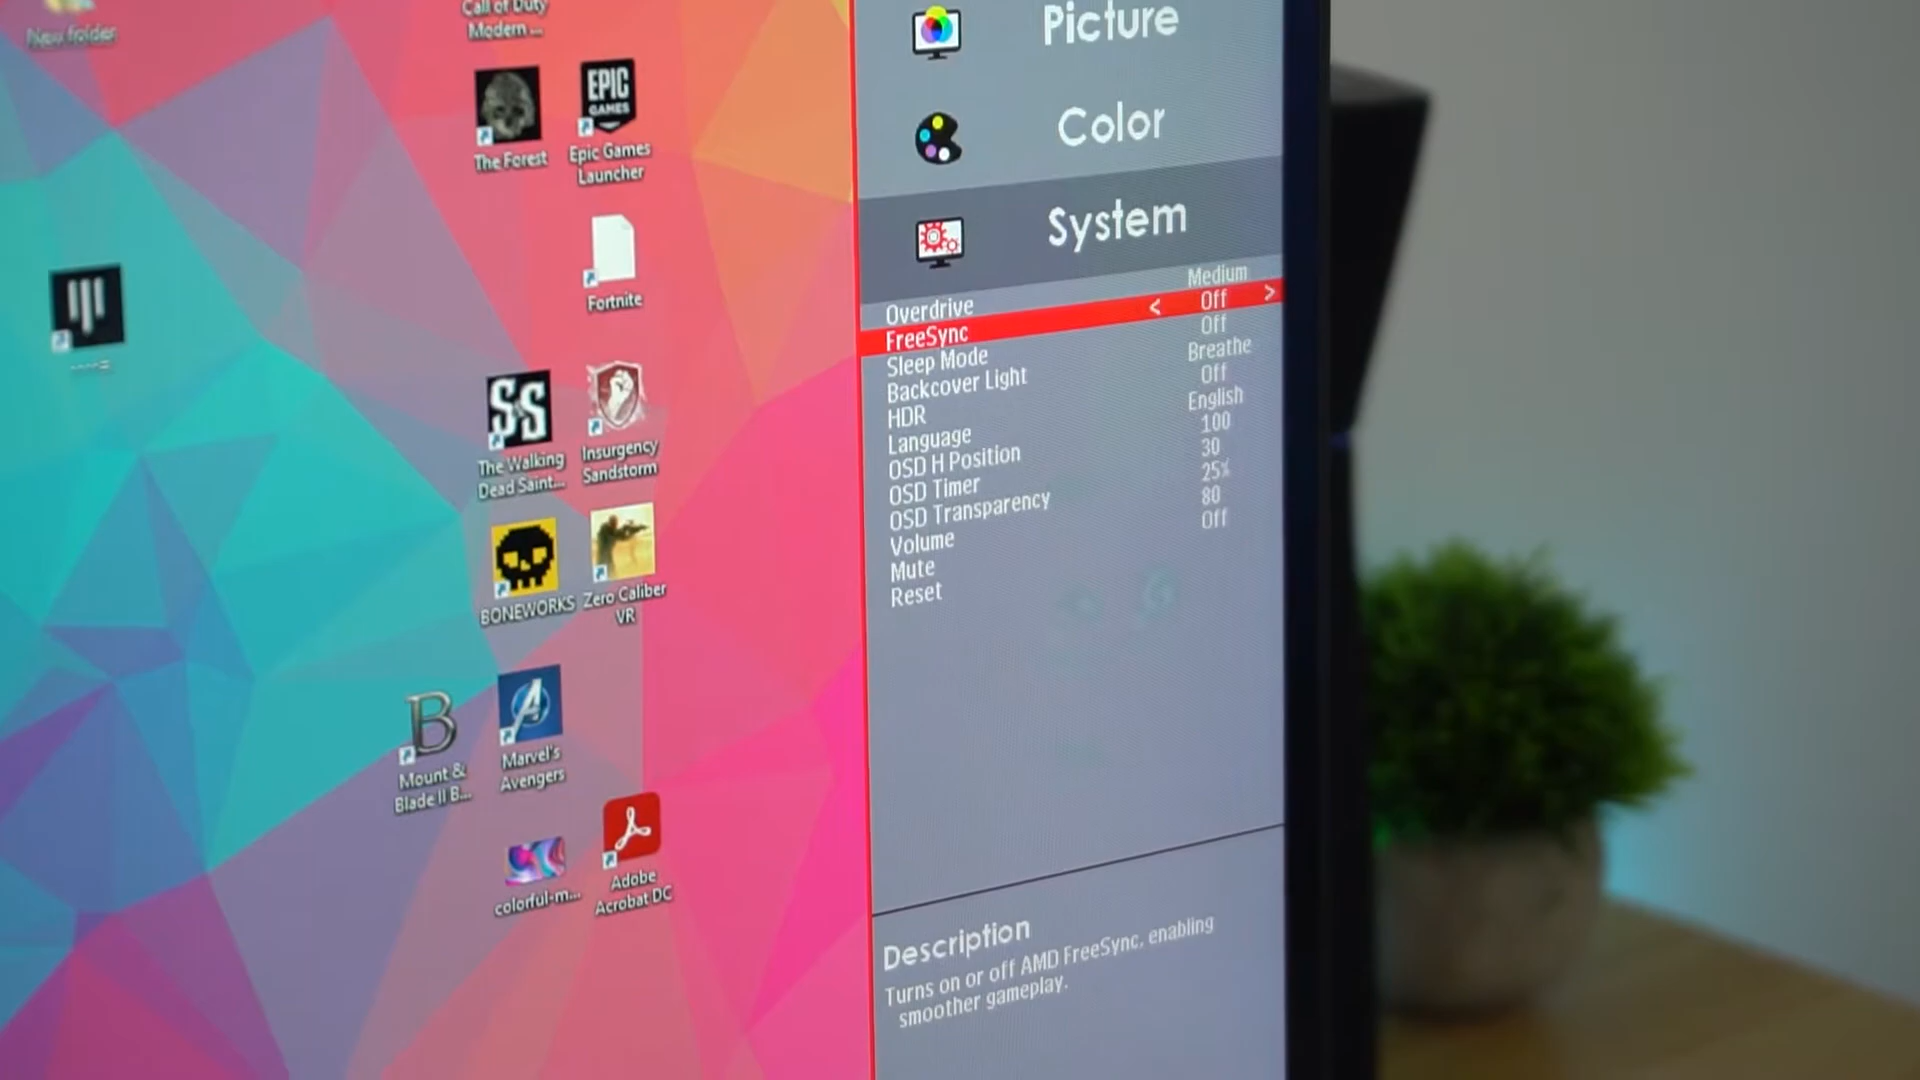 New folder
Call of Duty
Modern ...
The Forest
EPIC
GAMES
Epic Games
Launcher
Fortnite
SS
The Walking
Dead Saint...
Insurgency
Sandstorm
BONEWORKS
Zero Caliber
VR
B
Mount &
Blade II B...
A
Marvel's
Avengers
colorful-m...
Adobe
Acrobat DC
Picture
Color
System
Overdrive Medium
FreeSync < Off >
Sleep Mode Off
Backcover Light Breathe
HDR Off
Language English
OSD H Position 100
OSD Timer 30
OSD Transparency 25%
Volume 80
Mute Off
Reset
Description
Turns on or off AMD FreeSync, enabling
smoother gameplay.